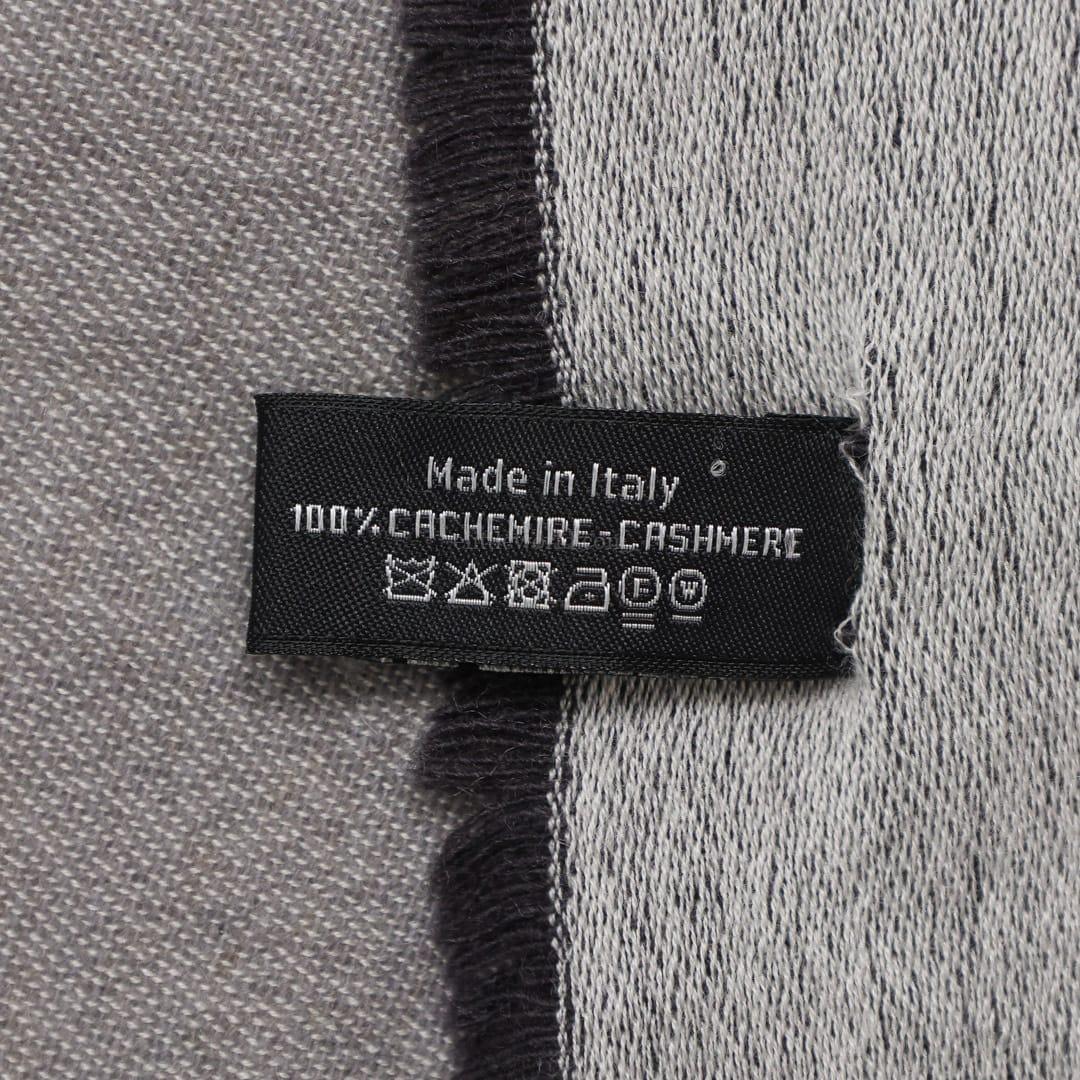 Made in Italy
100% CACHEMIRE - CASHMERE
F W